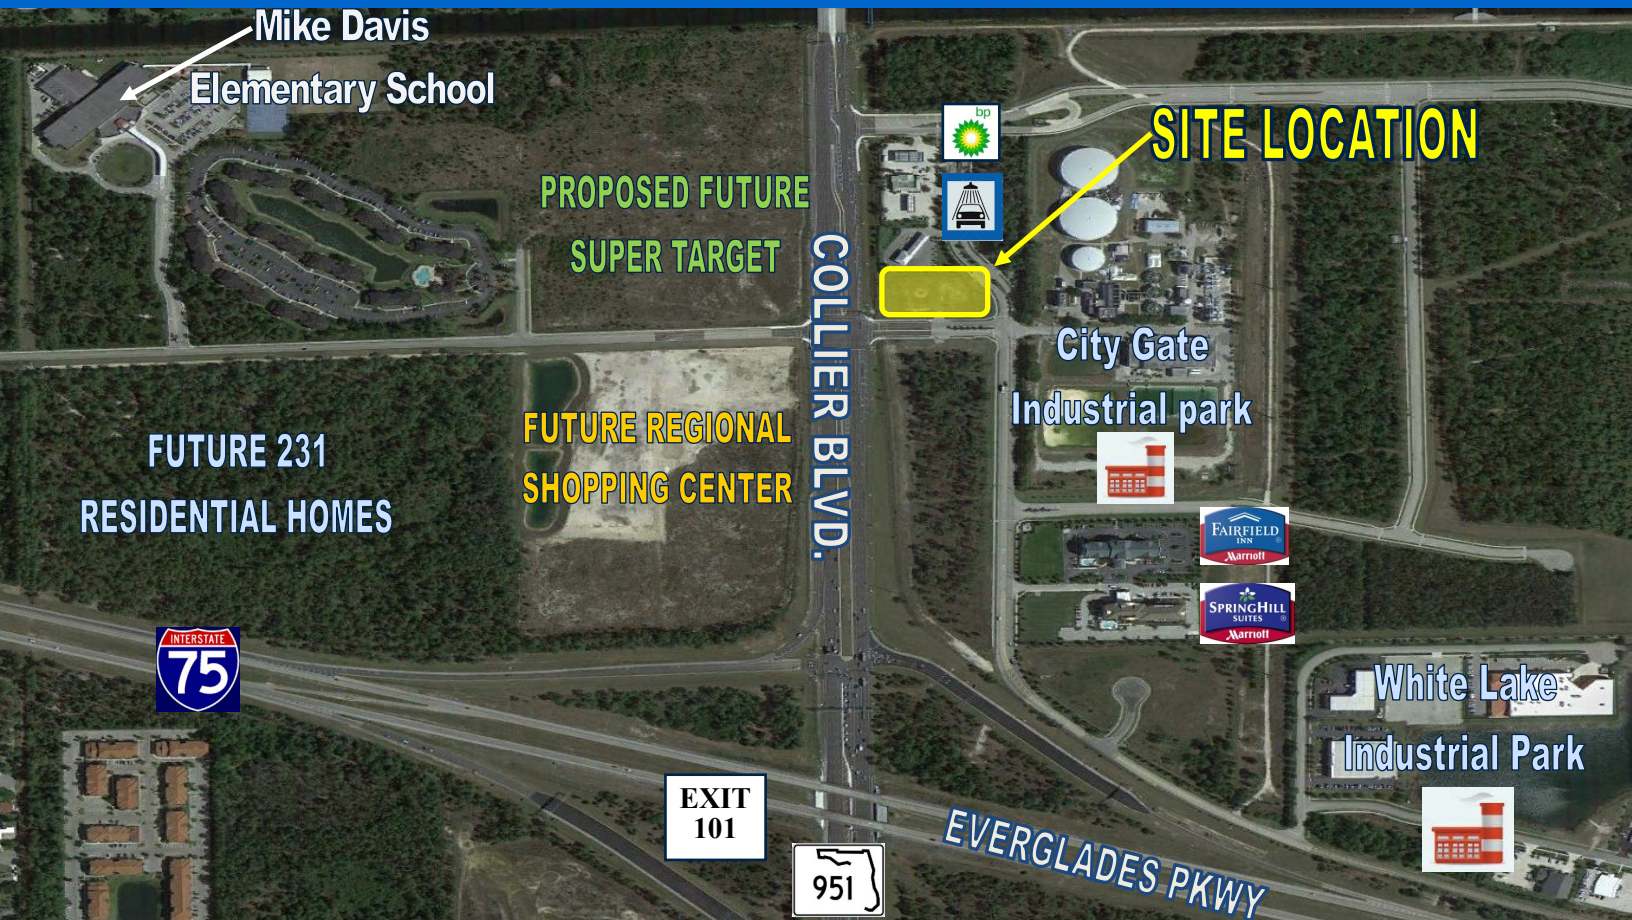 Mike Davis
Elementary School
bp
SITE LOCATION
PROPOSED FUTURE
SUPER TARGET
COLLIER BLVD.
City Gate
Industrial park
FUTURE REGIONAL
SHOPPING CENTER
FUTURE 231
RESIDENTIAL HOMES
FAIRFIELD
INN
®
Marriott
SPRINGHILL
SUITES
®
Marriott
INTERSTATE
75
White Lake
Industrial Park
EXIT
101
951
EVERGLADES PKWY